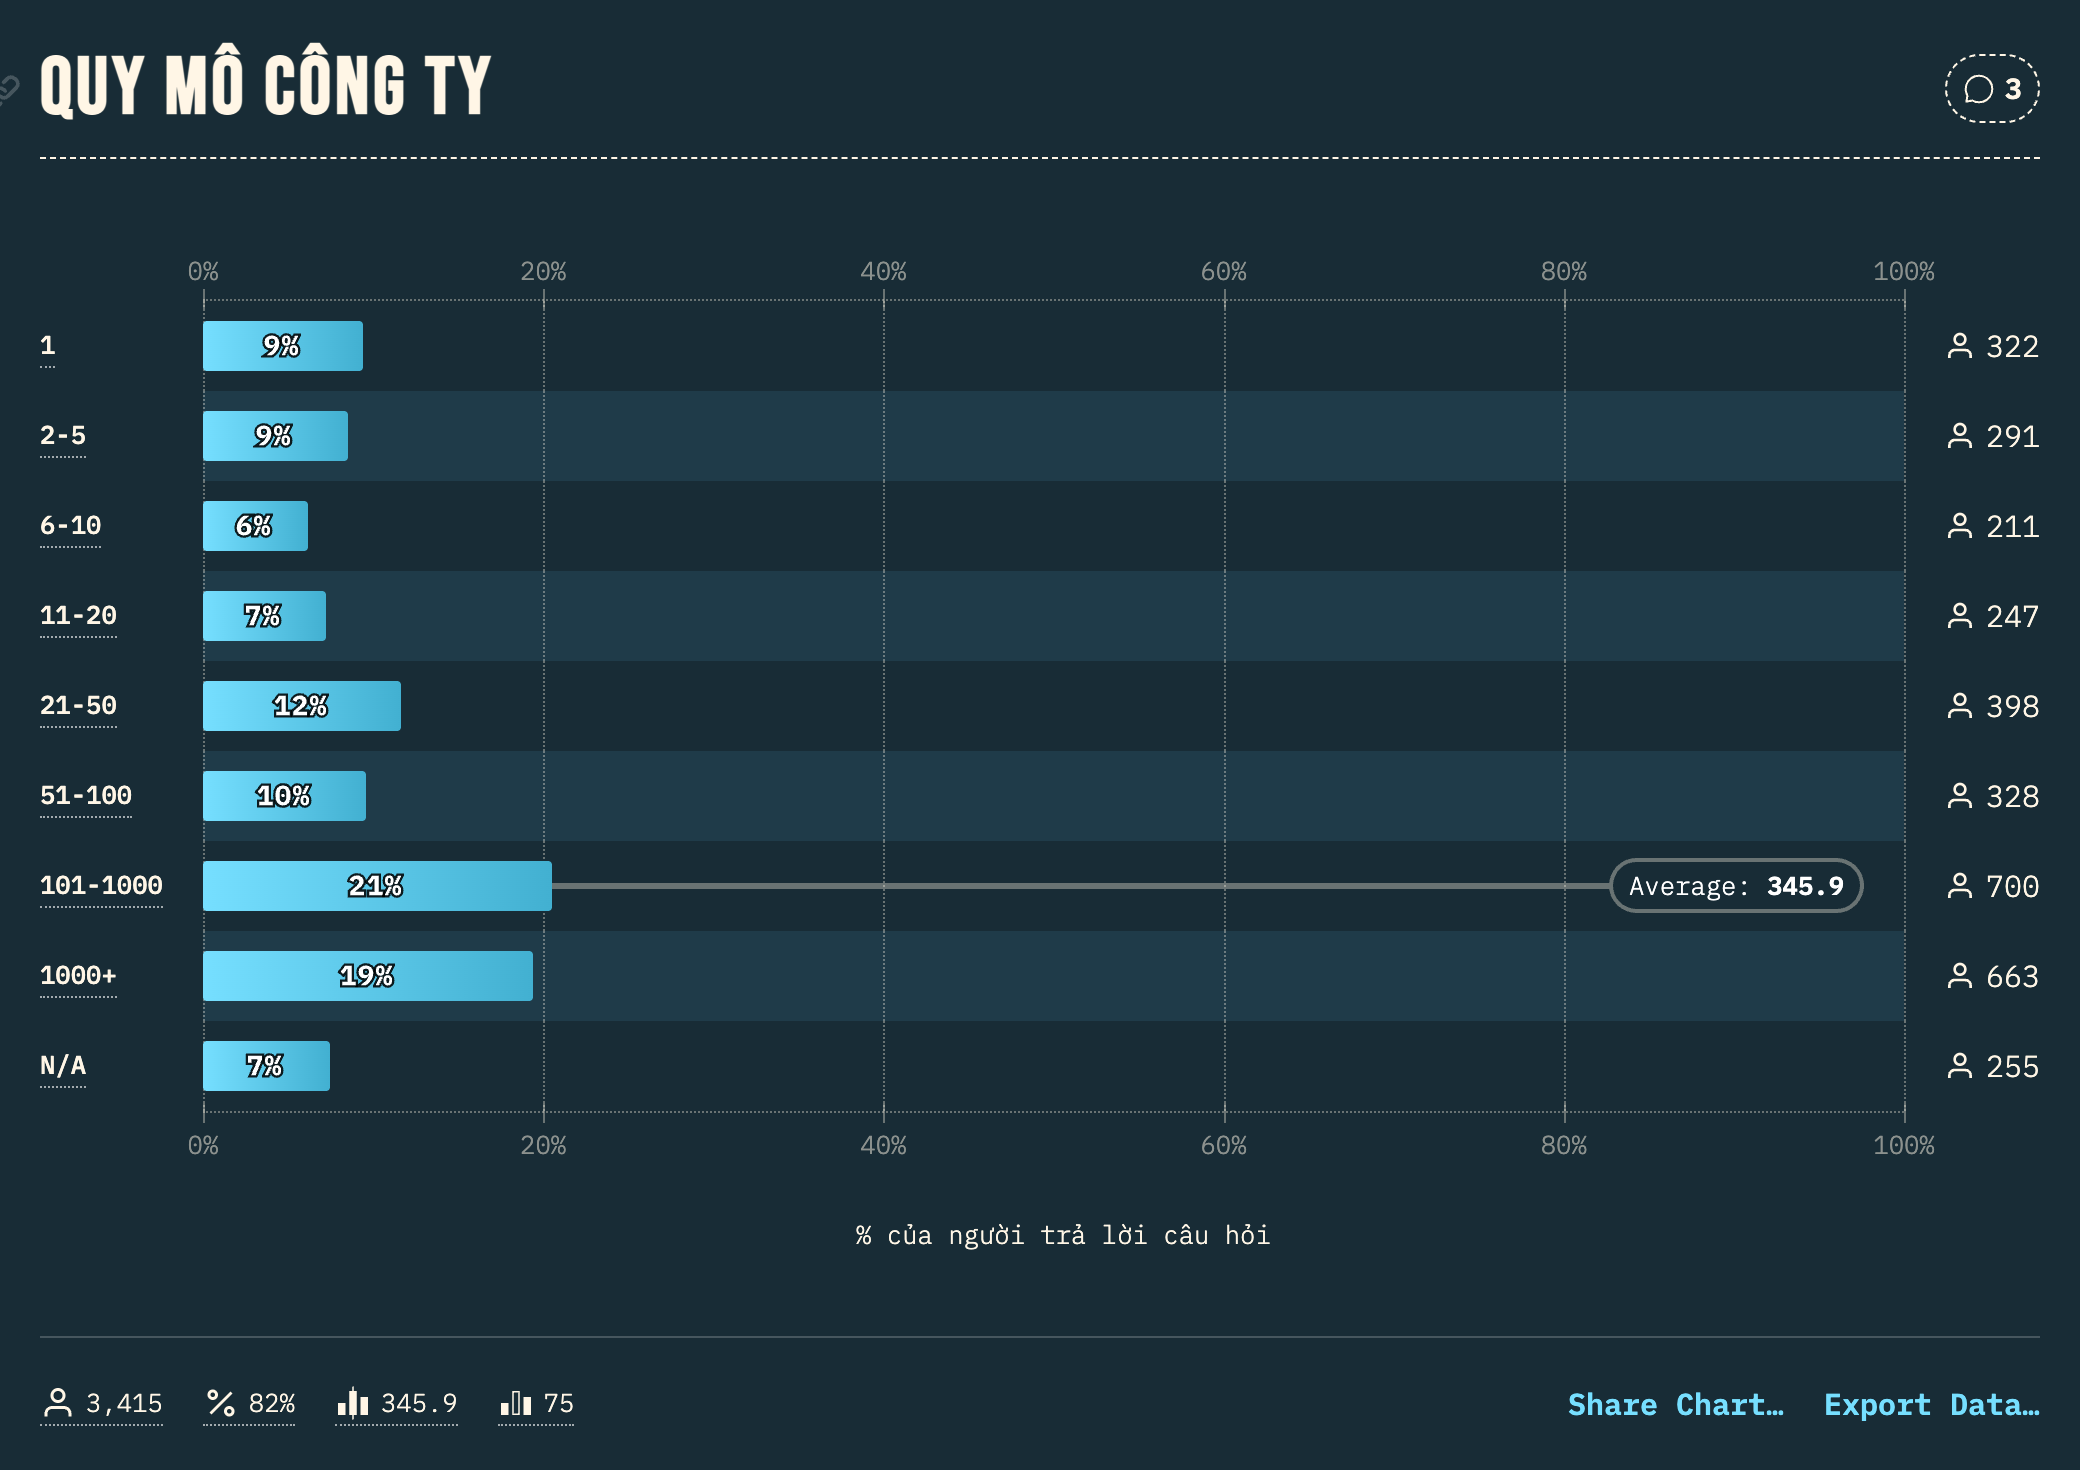 QUY MÔ CÔNG TY
3
0% 20% 40% 60% 80% 100%
1 9% 322
2-5 9% 291
6-10 6% 211
11-20 7% 247
21-50 12% 398
51-100 10% 328
101-1000 21% Average: 345.9 700
1000+ 19% 663
N/A 7% 255
0% 20% 40% 60% 80% 100%
% của người trả lời câu hỏi
3,415 82% 345.9 75 Share Chart… Export Data…